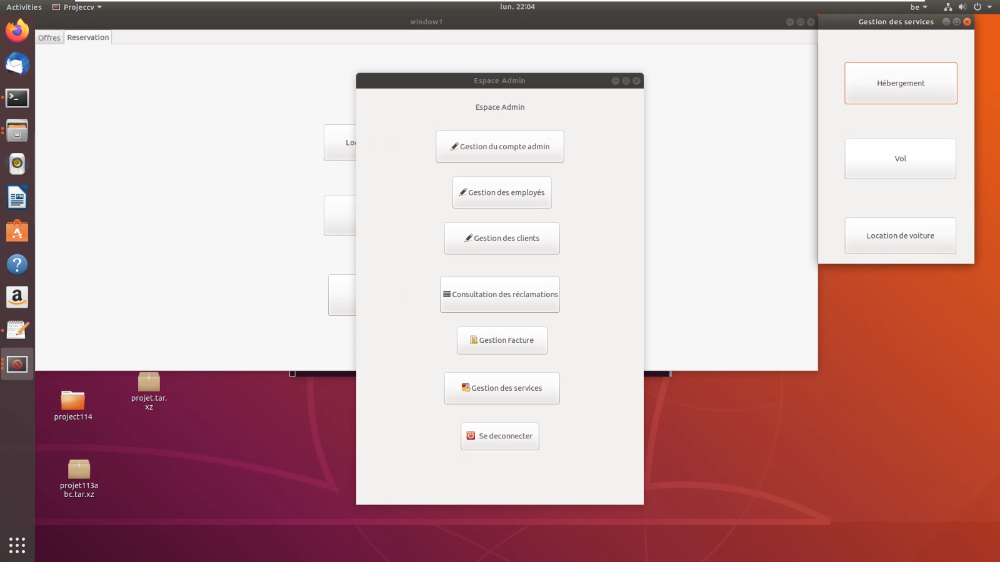 Activities
Projeccv
lun. 22:04
be
window1
Gestion des services
Offres
Reservation
Espace Admin
Espace Admin
Hébergement
Vol
Location de voiture
Gestion du compte admin
Gestion des employés
Gestion des clients
Consultation des réclamations
Gestion Facture
Gestion des services
Se deconnecter
project114
projet.tar.
xz
projet113a
bc.tar.xz